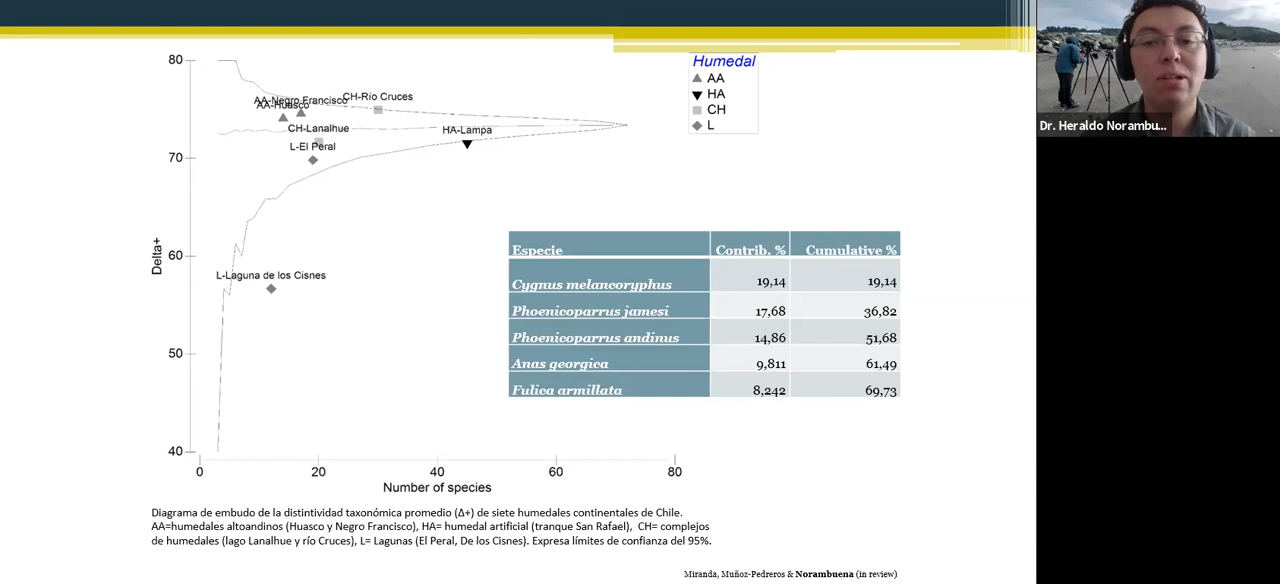 Humedal
AA
HA
CH
L
80
70
60
50
40
Delta+
CH-Río Cruces
AA-Negro Francisco
AA-Huasco
CH-Lanalhue
HA-Lampa
L-El Peral
L-Laguna de los Cisnes
0 20 40 60 80
Number of species
Especie Contrib. % Cumulative %
Cygnus melancoryphus 19,14 19,14
Phoenicoparrus jamesi 17,68 36,82
Phoenicoparrus andinus 14,86 51,68
Anas georgica 9,811 61,49
Fulica armillata 8,242 69,73
Diagrama de embudo de la distintividad taxonómica promedio (Δ+) de siete humedales continentales de Chile.
AA=humedales altoandinos (Huasco y Negro Francisco), HA= humedal artificial (tranque San Rafael), CH= complejos
de humedales (lago Lanalhue y río Cruces), L= Lagunas (El Peral, De los Cisnes). Expresa límites de confianza del 95%.
Miranda, Muñoz-Pedreros & Norambuena (in review)
Dr. Heraldo Norambu...